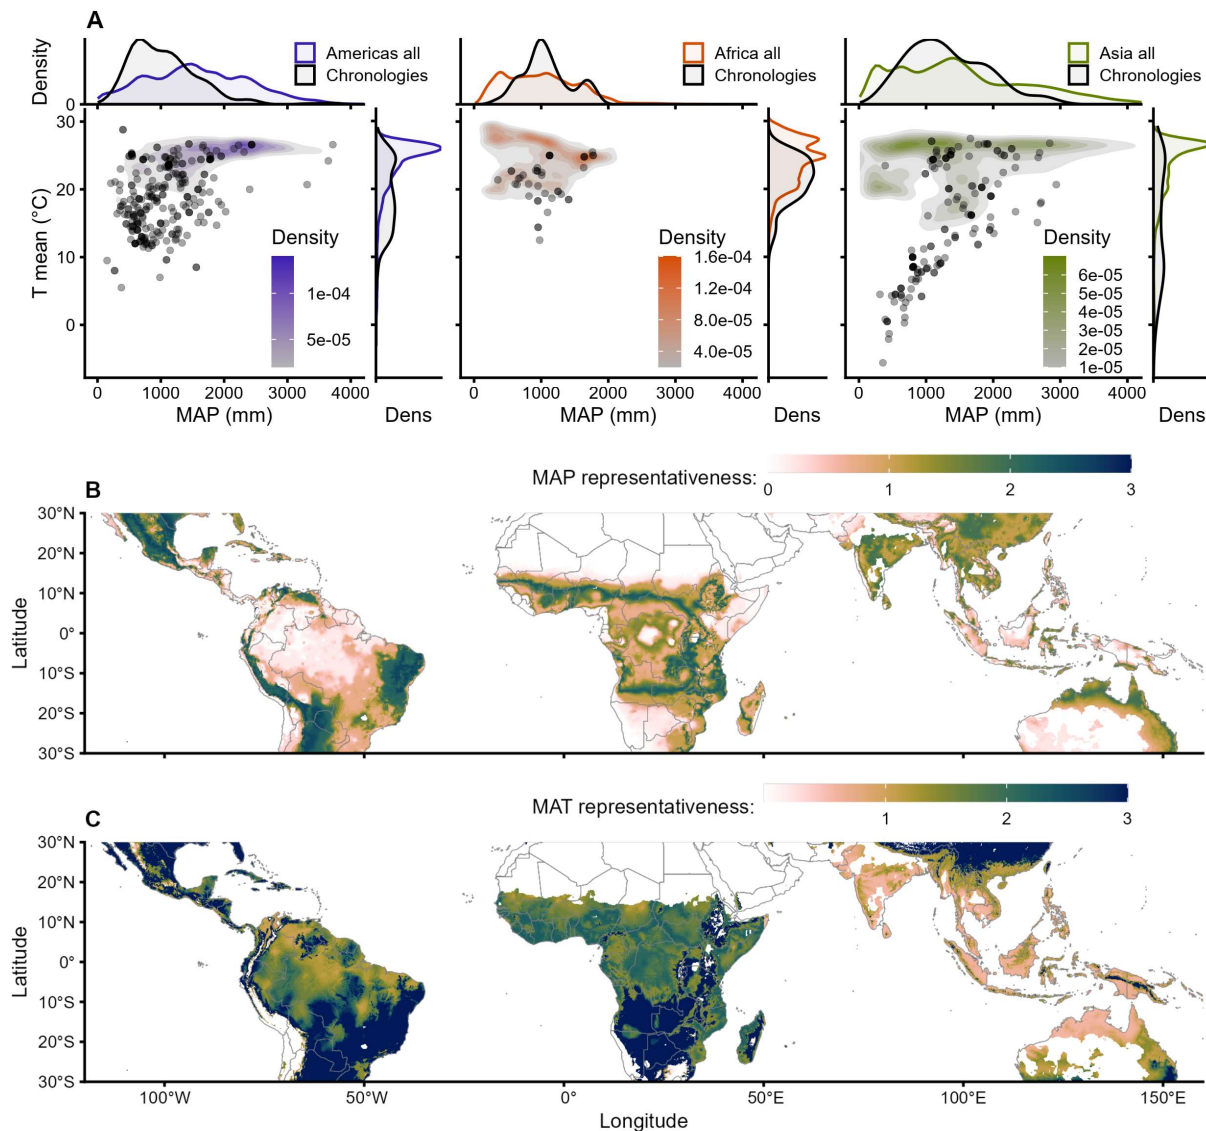 A
Density
0
Americas all
Chronologies
Africa all
Chronologies
Asia all
Chronologies
T mean (°C)
30
20
10
0
Density
1e-04
5e-05
Density
1.6e-04
1.2e-04
8.0e-05
4.0e-05
Density
6e-05
5e-05
4e-05
3e-05
2e-05
1e-05
0 1000 2000 3000 4000
0 1000 2000 3000 4000
0 1000 2000 3000 4000
MAP (mm) Dens MAP (mm) Dens MAP (mm) Dens
MAP representativeness:
0 1 2 3
B
Latitude
30°N
20°N
10°N
0°
10°S
20°S
30°S
MAT representativeness:
1 2 3
C
Latitude
30°N
20°N
10°N
0°
10°S
20°S
30°S
100°W 50°W 0° 50°E 100°E 150°E
Longitude